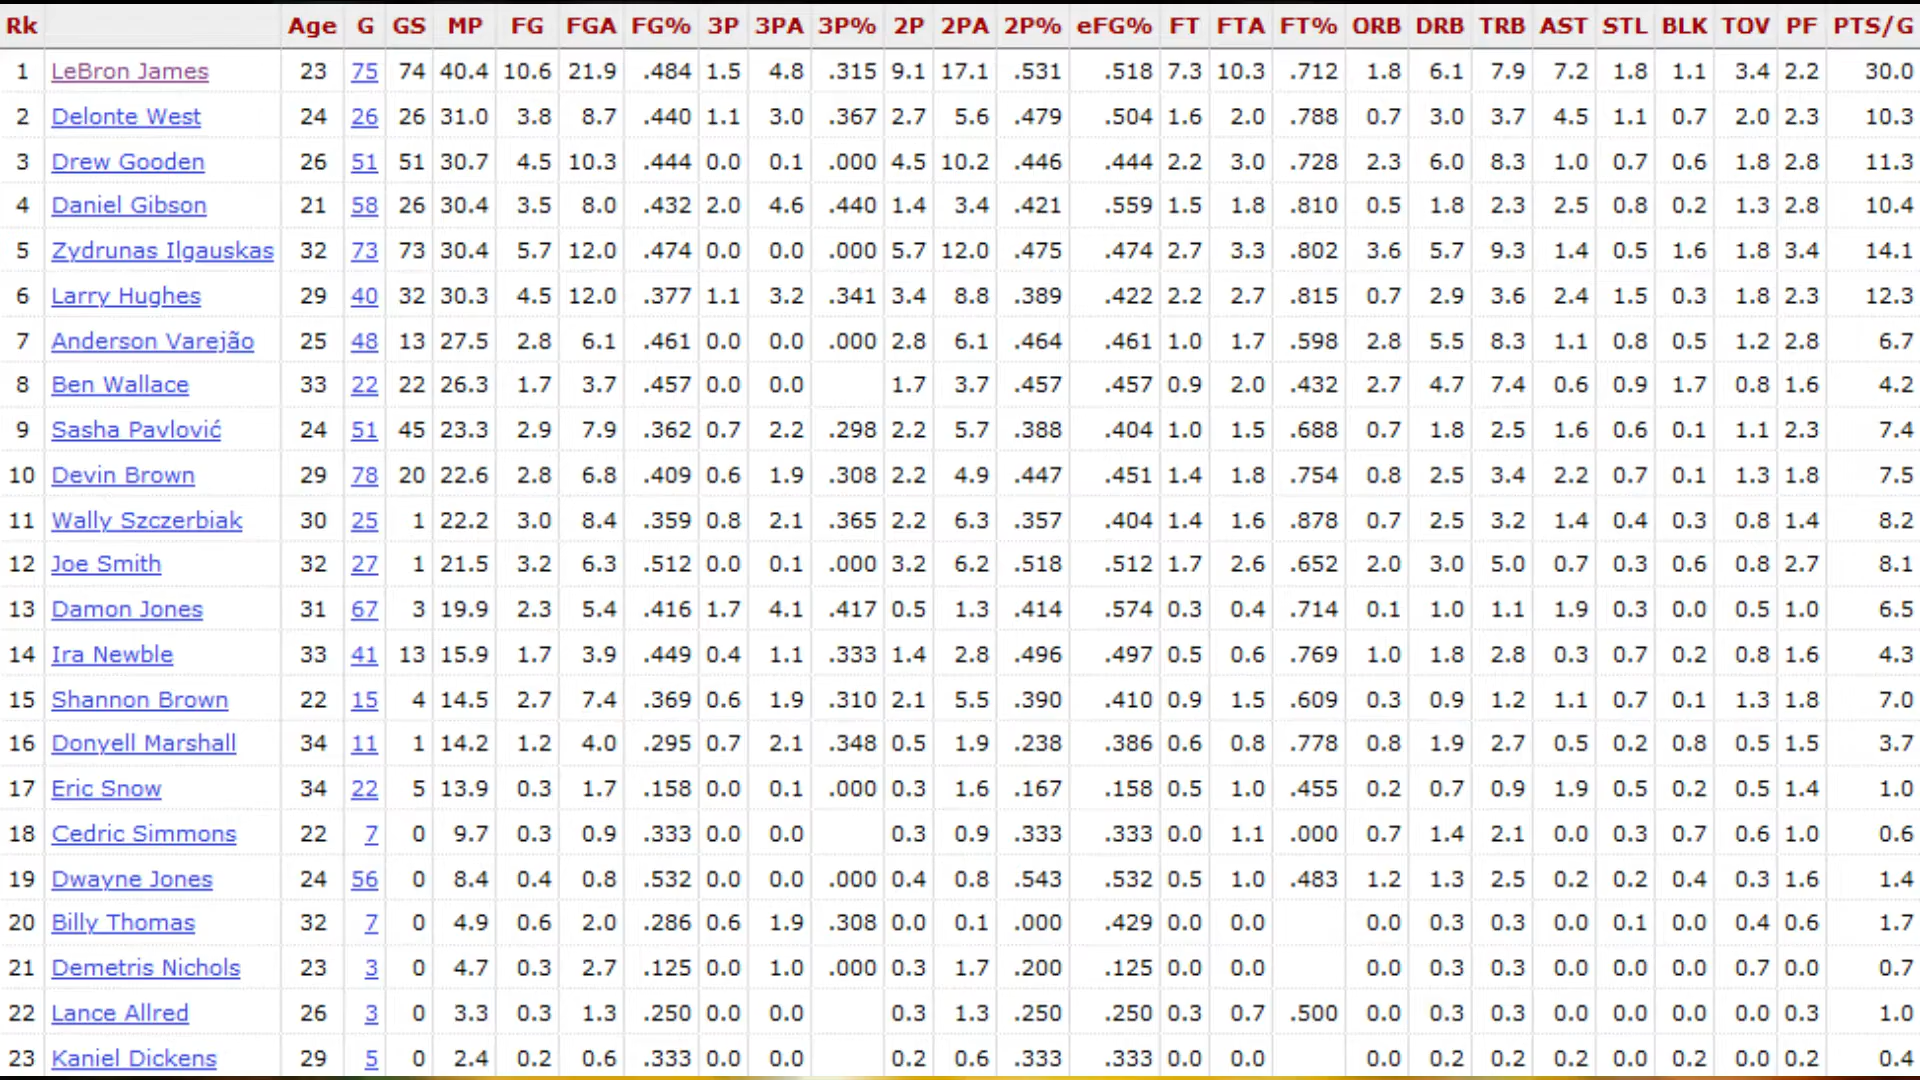 Rk Age G GS MP FG FGA FG% 3P 3PA 3P% 2P 2PA 2P% eFG% FT FTA FT% ORB DRB TRB AST STL BLK TOV PF PTS/G
1 LeBron James 23 75 74 40.4 10.6 21.9 .484 1.5 4.8 .315 9.1 17.1 .531 .518 7.3 10.3 .712 1.8 6.1 7.9 7.2 1.8 1.1 3.4 2.2 30.0
2 Delonte West 24 26 26 31.0 3.8 8.7 .440 1.1 3.0 .367 2.7 5.6 .479 .504 1.6 2.0 .788 0.7 3.0 3.7 4.5 1.1 0.7 2.0 2.3 10.3
3 Drew Gooden 26 51 51 30.7 4.5 10.3 .444 0.0 0.1 .000 4.5 10.2 .446 .444 2.2 3.0 .728 2.3 6.0 8.3 1.0 0.7 0.6 1.8 2.8 11.3
4 Daniel Gibson 21 58 26 30.4 3.5 8.0 .432 2.0 4.6 .440 1.4 3.4 .421 .559 1.5 1.8 .810 0.5 1.8 2.3 2.5 0.8 0.2 1.3 2.8 10.4
5 Zydrunas Ilgauskas 32 73 73 30.4 5.7 12.0 .474 0.0 0.0 .000 5.7 12.0 .475 .474 2.7 3.3 .802 3.6 5.7 9.3 1.4 0.5 1.6 1.8 3.4 14.1
6 Larry Hughes 29 40 32 30.3 4.5 12.0 .377 1.1 3.2 .341 3.4 8.8 .389 .422 2.2 2.7 .815 0.7 2.9 3.6 2.4 1.5 0.3 1.8 2.3 12.3
7 Anderson Varejão 25 48 13 27.5 2.8 6.1 .461 0.0 0.0 .000 2.8 6.1 .464 .461 1.0 1.7 .598 2.8 5.5 8.3 1.1 0.8 0.5 1.2 2.8 6.7
8 Ben Wallace 33 22 22 26.3 1.7 3.7 .457 0.0 0.0 1.7 3.7 .457 .457 0.9 2.0 .432 2.7 4.7 7.4 0.6 0.9 1.7 0.8 1.6 4.2
9 Sasha Pavlović 24 51 45 23.3 2.9 7.9 .362 0.7 2.2 .298 2.2 5.7 .388 .404 1.0 1.5 .688 0.7 1.8 2.5 1.6 0.6 0.1 1.1 2.3 7.4
10 Devin Brown 29 78 20 22.6 2.8 6.8 .409 0.6 1.9 .308 2.2 4.9 .447 .451 1.4 1.8 .754 0.8 2.5 3.4 2.2 0.7 0.1 1.3 1.8 7.5
11 Wally Szczerbiak 30 25 1 22.2 3.0 8.4 .359 0.8 2.1 .365 2.2 6.3 .357 .404 1.4 1.6 .878 0.7 2.5 3.2 1.4 0.4 0.3 0.8 1.4 8.2
12 Joe Smith 32 27 1 21.5 3.2 6.3 .512 0.0 0.1 .000 3.2 6.2 .518 .512 1.7 2.6 .652 2.0 3.0 5.0 0.7 0.3 0.6 0.8 2.7 8.1
13 Damon Jones 31 67 3 19.9 2.3 5.4 .416 1.7 4.1 .417 0.5 1.3 .414 .574 0.3 0.4 .714 0.1 1.0 1.1 1.9 0.3 0.0 0.5 1.0 6.5
14 Ira Newble 33 41 13 15.9 1.7 3.9 .449 0.4 1.1 .333 1.4 2.8 .496 .497 0.5 0.6 .769 1.0 1.8 2.8 0.3 0.7 0.2 0.8 1.6 4.3
15 Shannon Brown 22 15 4 14.5 2.7 7.4 .369 0.6 1.9 .310 2.1 5.5 .390 .410 0.9 1.5 .609 0.3 0.9 1.2 1.1 0.7 0.1 1.3 1.8 7.0
16 Donyell Marshall 34 11 1 14.2 1.2 4.0 .295 0.7 2.1 .348 0.5 1.9 .238 .386 0.6 0.8 .778 0.8 1.9 2.7 0.5 0.2 0.8 0.5 1.5 3.7
17 Eric Snow 34 22 5 13.9 0.3 1.7 .158 0.0 0.1 .000 0.3 1.6 .167 .158 0.5 1.0 .455 0.2 0.7 0.9 1.9 0.5 0.2 0.5 1.4 1.0
18 Cedric Simmons 22 7 0 9.7 0.3 0.9 .333 0.0 0.0 0.3 0.9 .333 .333 0.0 1.1 .000 0.7 1.4 2.1 0.0 0.3 0.7 0.6 1.0 0.6
19 Dwayne Jones 24 56 0 8.4 0.4 0.8 .532 0.0 0.0 .000 0.4 0.8 .543 .532 0.5 1.0 .483 1.2 1.3 2.5 0.2 0.2 0.4 0.3 1.6 1.4
20 Billy Thomas 32 7 0 4.9 0.6 2.0 .286 0.6 1.9 .308 0.0 0.1 .000 .429 0.0 0.0 0.0 0.3 0.3 0.0 0.1 0.0 0.4 0.6 1.7
21 Demetris Nichols 23 3 0 4.7 0.3 2.7 .125 0.0 1.0 .000 0.3 1.7 .200 .125 0.0 0.0 0.0 0.3 0.3 0.0 0.0 0.0 0.7 0.0 0.7
22 Lance Allred 26 3 0 3.3 0.3 1.3 .250 0.0 0.0 0.3 1.3 .250 .250 0.3 0.7 .500 0.0 0.3 0.3 0.0 0.0 0.0 0.0 0.3 1.0
23 Kaniel Dickens 29 5 0 2.4 0.2 0.6 .333 0.0 0.0 0.2 0.6 .333 .333 0.0 0.0 0.0 0.2 0.2 0.2 0.0 0.2 0.0 0.2 0.4